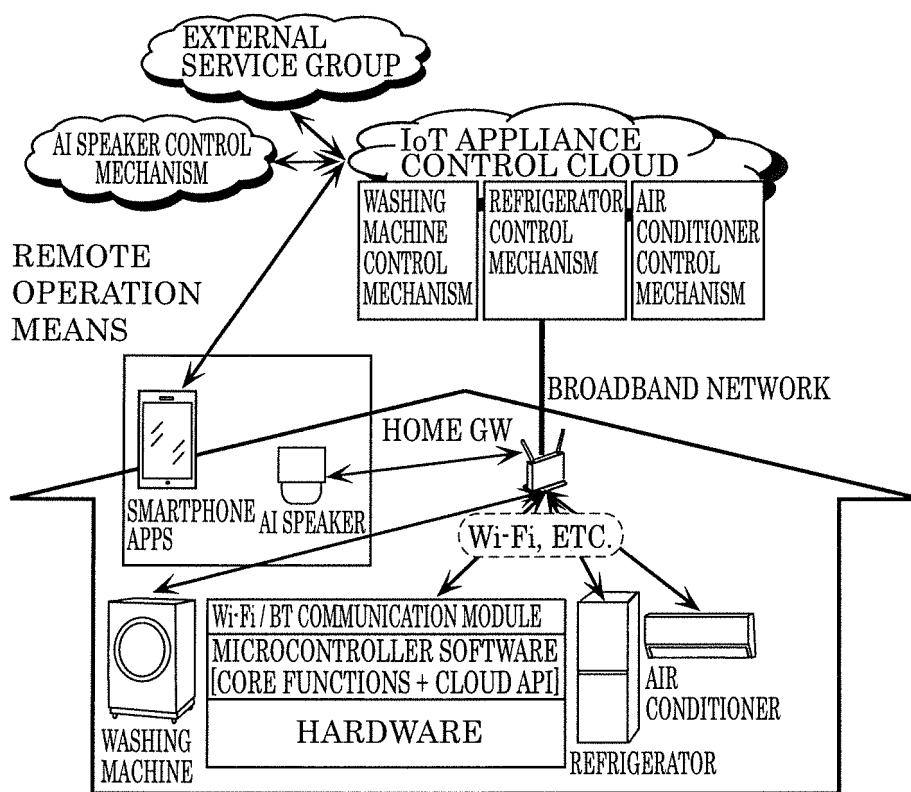 EXTERNAL
SERVICE GROUP
AI SPEAKER CONTROL
MECHANISM
IoT APPLIANCE
CONTROL CLOUD
WASHING
MACHINE
CONTROL
MECHANISM
REFRIGERATOR
CONTROL
MECHANISM
AIR
CONDITIONER
CONTROL
MECHANISM
REMOTE
OPERATION
MEANS
BROADBAND NETWORK
HOME GW
SMARTPHONE
APPS
AI SPEAKER
Wi-Fi, ETC.
Wi-Fi / BT COMMUNICATION MODULE
MICROCONTROLLER SOFTWARE
[CORE FUNCTIONS + CLOUD API]
HARDWARE
WASHING
MACHINE
REFRIGERATOR
AIR
CONDITIONER